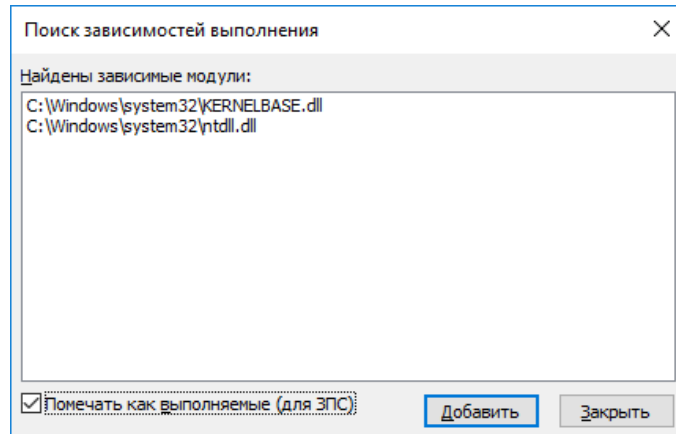 Поиск зависимостей выполнения
Найдены зависимые модули:
C:\Windows\system32\KERNELBASE.dll
C:\Windows\system32\ntdll.dll
Помечать как выполняемые (для ЗПС)
Добавить
Закрыть